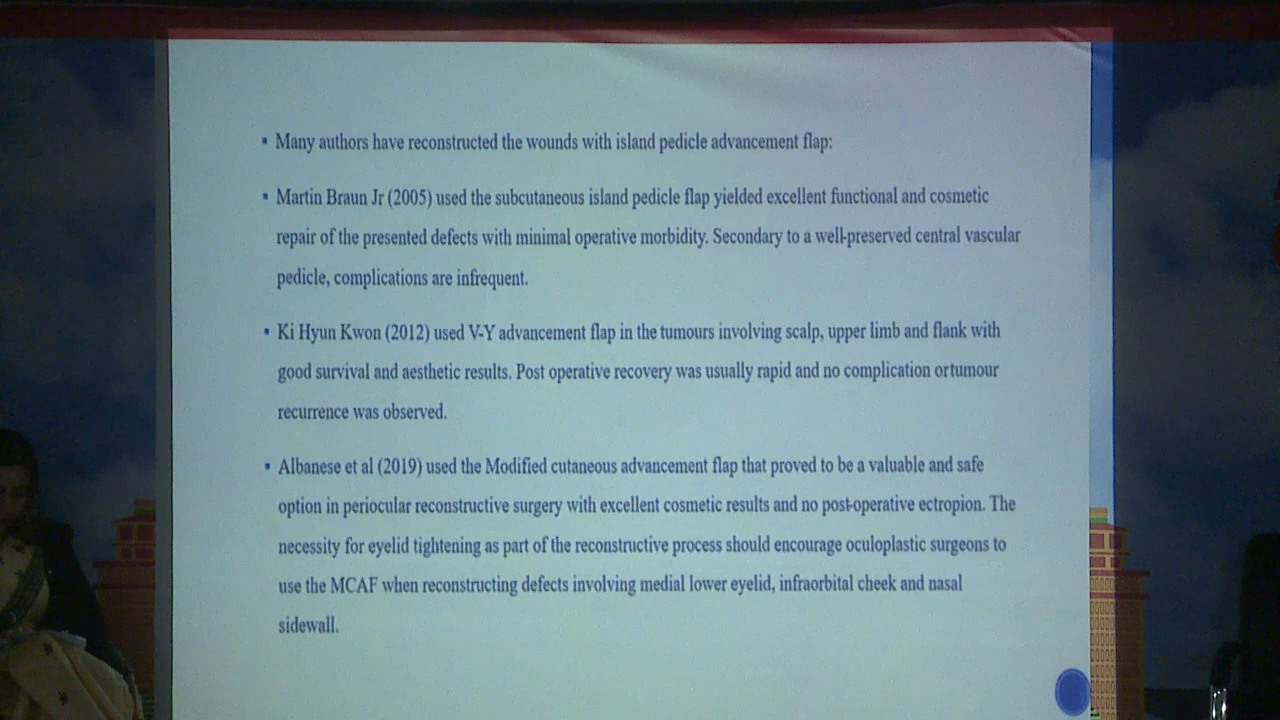 ▪ Many authors have reconstructed the wounds with island pedicle advancement flap:
▪ Martin Braun Jr (2005) used the subcutaneous island pedicle flap yielded excellent functional and cosmetic
repair of the presented defects with minimal operative morbidity. Secondary to a well-preserved central vascular
pedicle, complications are infrequent.
▪ Ki Hyun Kwon (2012) used V-Y advancement flap in the tumours involving scalp, upper limb and flank with
good survival and aesthetic results. Post operative recovery was usually rapid and no complication or tumour
recurrence was observed.
▪ Albanese et al (2019) used the Modified cutaneous advancement flap that proved to be a valuable and safe
option in periocular reconstructive surgery with excellent cosmetic results and no post-operative ectropion. The
necessity for eyelid tightening as part of the reconstructive process should encourage oculoplastic surgeons to
use the MCAF when reconstructing defects involving medial lower eyelid, infraorbital cheek and nasal
sidewall.